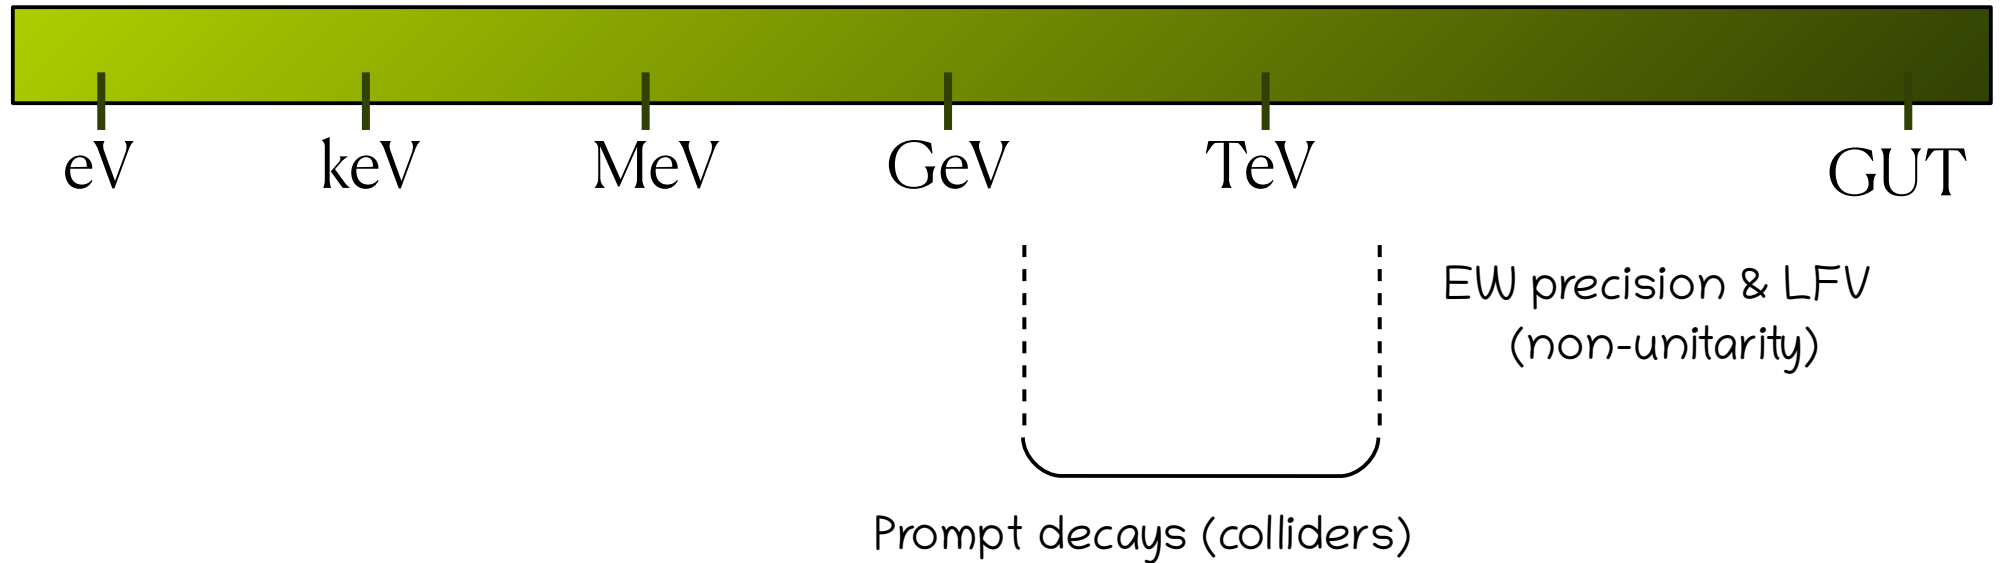 eV
keV
MeV
GeV
TeV
GUT
EW precision & LFV
(non-unitarity)
Prompt decays (colliders)